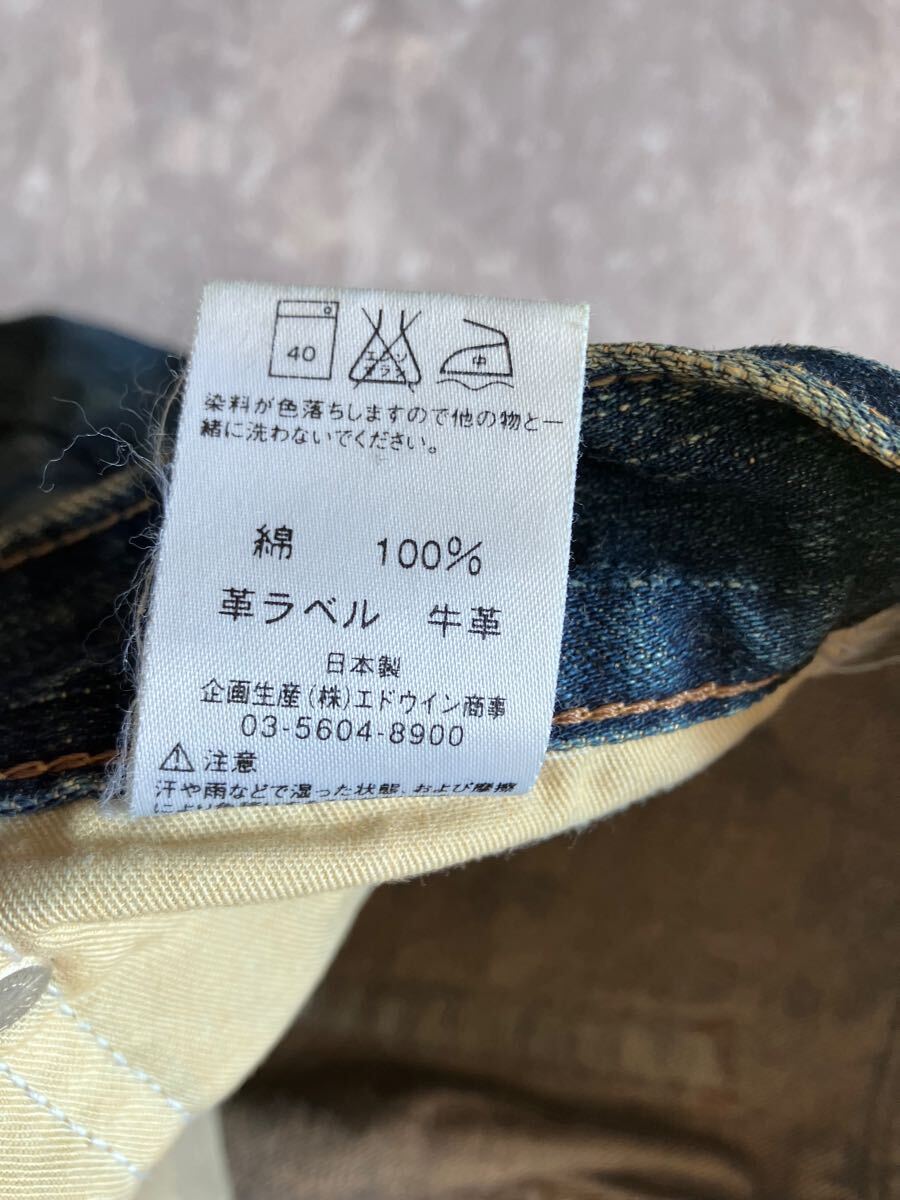 40
エンソ
サラシ
中
染料が色落ちしますので他の物と一
緒に洗わないでください。
綿 100%
革ラベル 牛革
日本製
企画生産(株)エドウイン商事
03-5604-8900
注意
汗や雨などで湿った状態、および摩擦
により